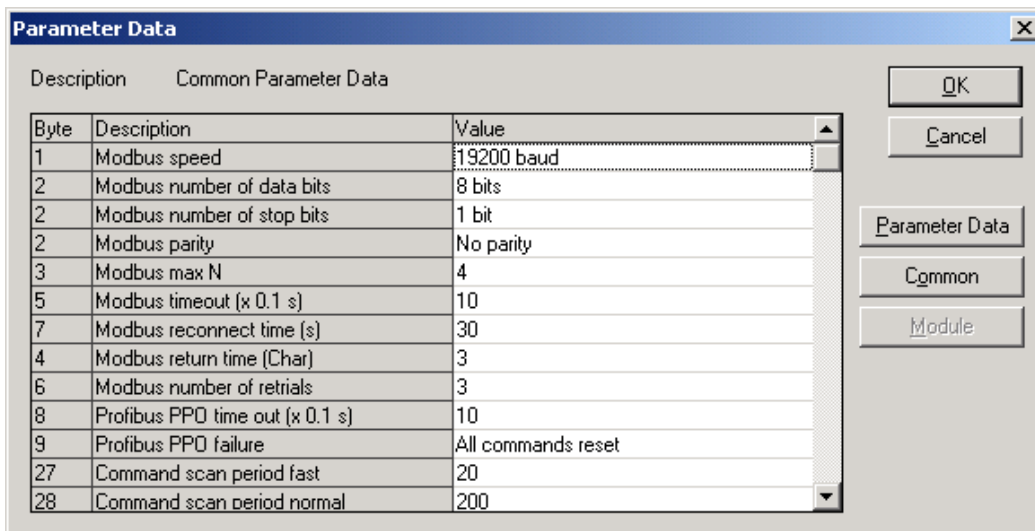 Parameter Data
Description Common Parameter Data
OK
Cancel
Parameter Data
Common
Module
Byte Description Value
1 Modbus speed 19200 baud
2 Modbus number of data bits 8 bits
2 Modbus number of stop bits 1 bit
2 Modbus parity No parity
3 Modbus max N 4
5 Modbus timeout (x 0.1 s) 10
7 Modbus reconnect time (s) 30
4 Modbus return time (Char) 3
6 Modbus number of retrials 3
8 Profibus PPO time out (x 0.1 s) 10
9 Profibus PPO failure All commands reset
27 Command scan period fast 20
28 Command scan period normal 200